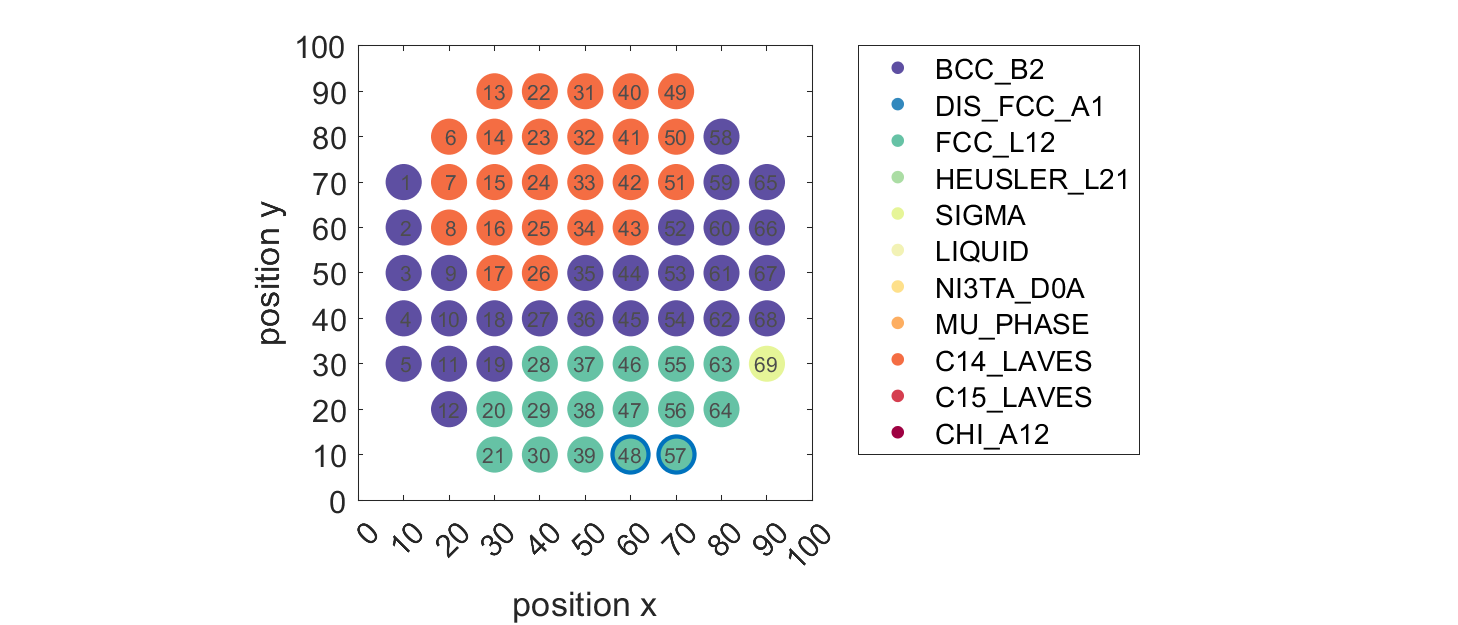 100
90 13 22 31 40 49
80 6 14 23 32 41 50 58
70 1 7 15 24 33 42 51 59 65
60 2 8 16 25 34 43 52 60 66
50 3 9 17 26 35 44 53 61 67
40 4 10 18 27 36 45 54 62 68
30 5 11 19 28 37 46 55 63 69
20 12 20 29 38 47 56 64
10 21 30 39 48 57
0
0 10 20 30 40 50 60 70 80 90 100
position x
position y
BCC_B2
DIS_FCC_A1
FCC_L12
HEUSLER_L21
SIGMA
LIQUID
NI3TA_D0A
MU_PHASE
C14_LAVES
C15_LAVES
CHI_A12